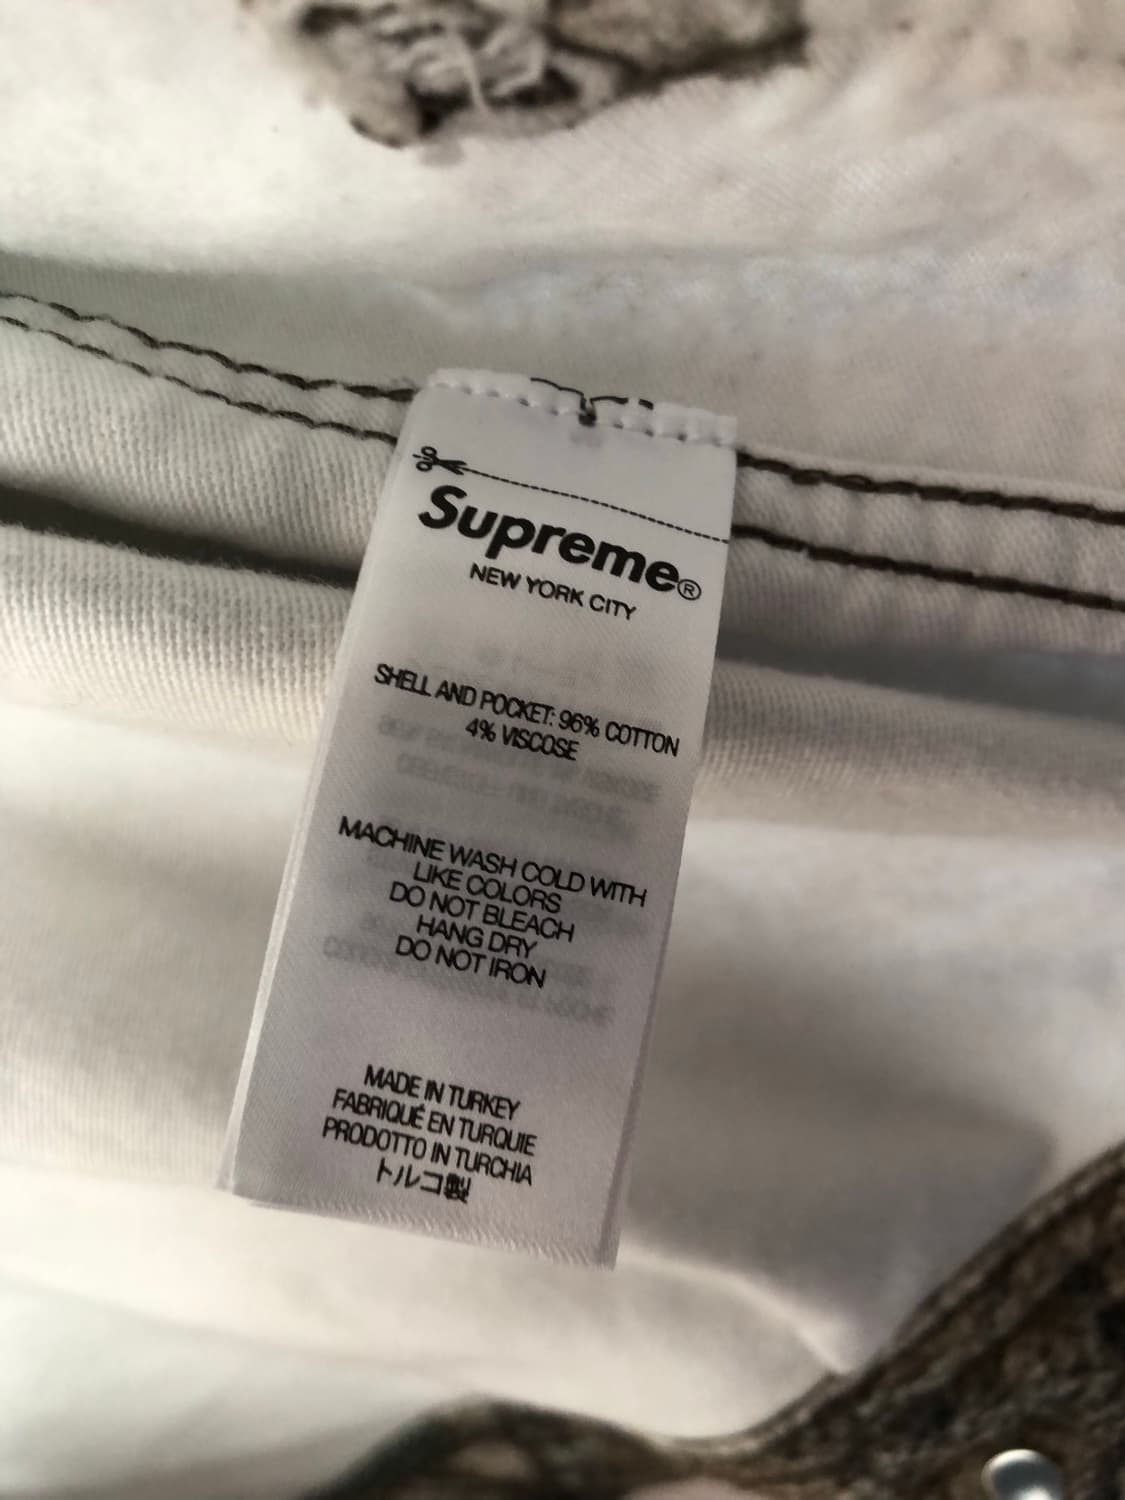 Supreme®
NEW YORK CITY
SHELL AND POCKET: 96% COTTON
4% VISCOSE
MACHINE WASH COLD WITH
LIKE COLORS
DO NOT BLEACH
HANG DRY
DO NOT IRON
MADE IN TURKEY
FABRIQUÉ EN TURQUIE
PRODOTTO IN TURCHIA
トルコ製